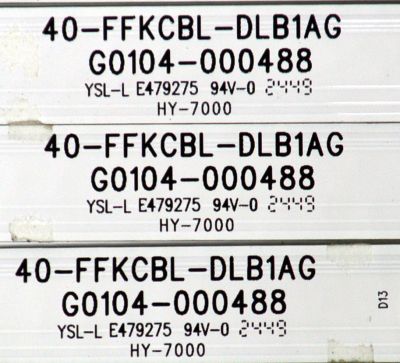 40-FFKCBL-DLB1AG
G0104-000488
YSL-L E479275 94V-0 2449
HY-7000
40-FFKCBL-DLB1AG
G0104-000488
YSL-L E479275 94V-0 2449
HY-7000
40-FFKCBL-DLB1AG
G0104-000488
YSL-L E479275 94V-0 2449
HY-7000
D13